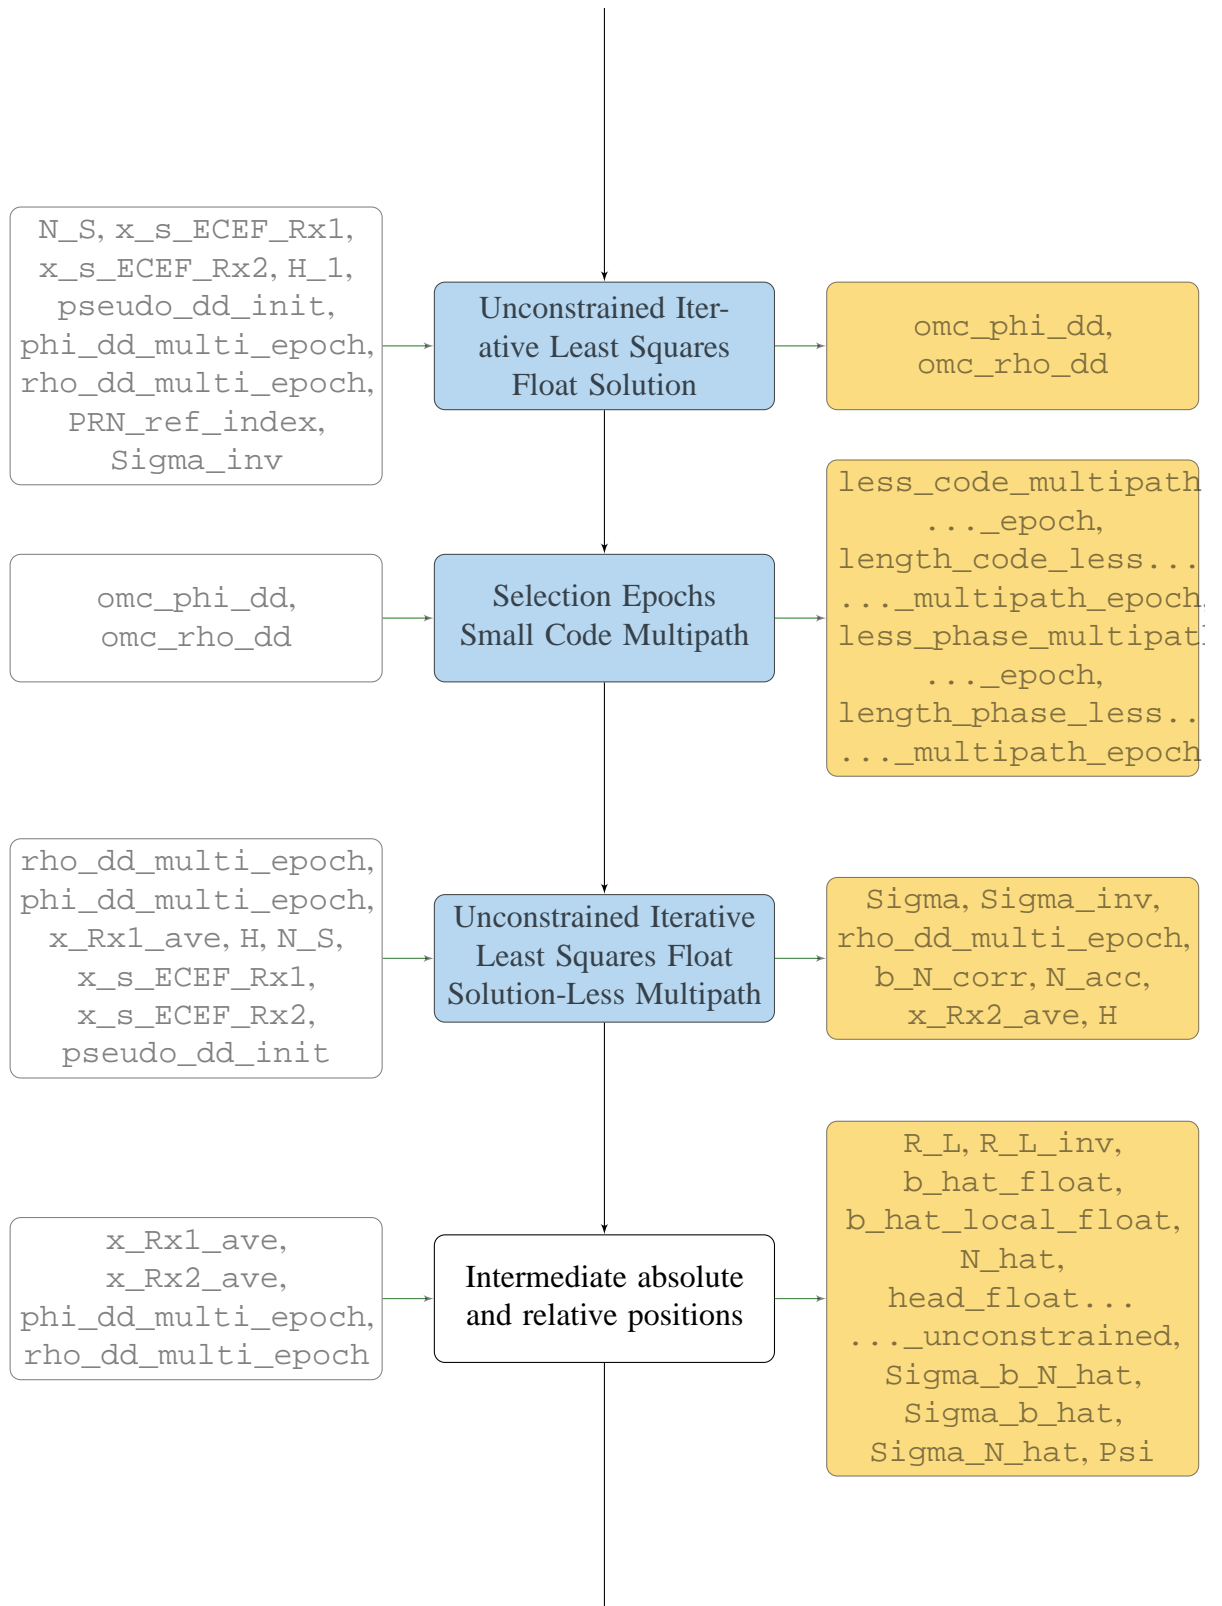 N_S, x_s_ECEF_Rx1,
x_s_ECEF_Rx2, H_1,
pseudo_dd_init,
phi_dd_multi_epoch,
rho_dd_multi_epoch,
PRN_ref_index,
Sigma_inv
Unconstrained Iter-
ative Least Squares
Float Solution
omc_phi_dd,
omc_rho_dd
omc_phi_dd,
omc_rho_dd
Selection Epochs
Small Code Multipath
less_code_multipath
..._epoch,
length_code_less...
..._multipath_epoch,
less_phase_multipath
..._epoch,
length_phase_less..
..._multipath_epoch
rho_dd_multi_epoch,
phi_dd_multi_epoch,
x_Rx1_ave, H, N_S,
x_s_ECEF_Rx1,
x_s_ECEF_Rx2,
pseudo_dd_init
Unconstrained Iterative
Least Squares Float
Solution-Less Multipath
Sigma, Sigma_inv,
rho_dd_multi_epoch,
b_N_corr, N_acc,
x_Rx2_ave, H
x_Rx1_ave,
x_Rx2_ave,
phi_dd_multi_epoch,
rho_dd_multi_epoch
Intermediate absolute
and relative positions
R_L, R_L_inv,
b_hat_float,
b_hat_local_float,
N_hat,
head_float...
..._unconstrained,
Sigma_b_N_hat,
Sigma_b_hat,
Sigma_N_hat, Psi